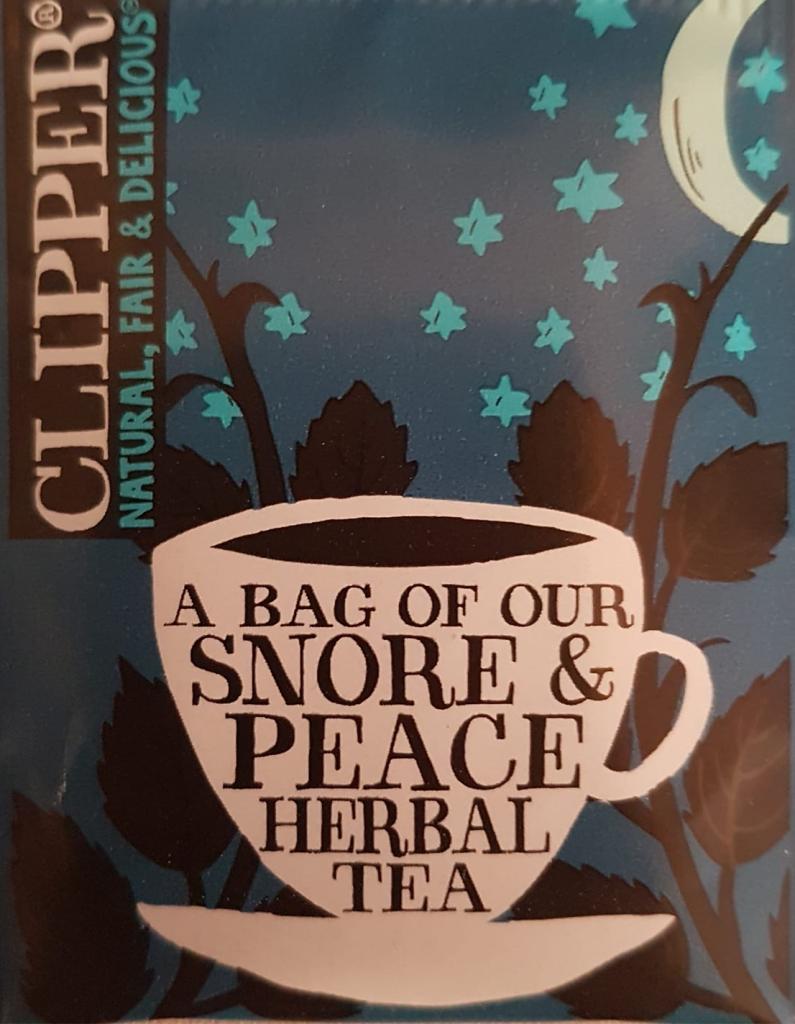 CLIPPER®
NATURAL, FAIR & DELICIOUS®
A BAG OF OUR
SNORE &
PEACE
HERBAL
TEA